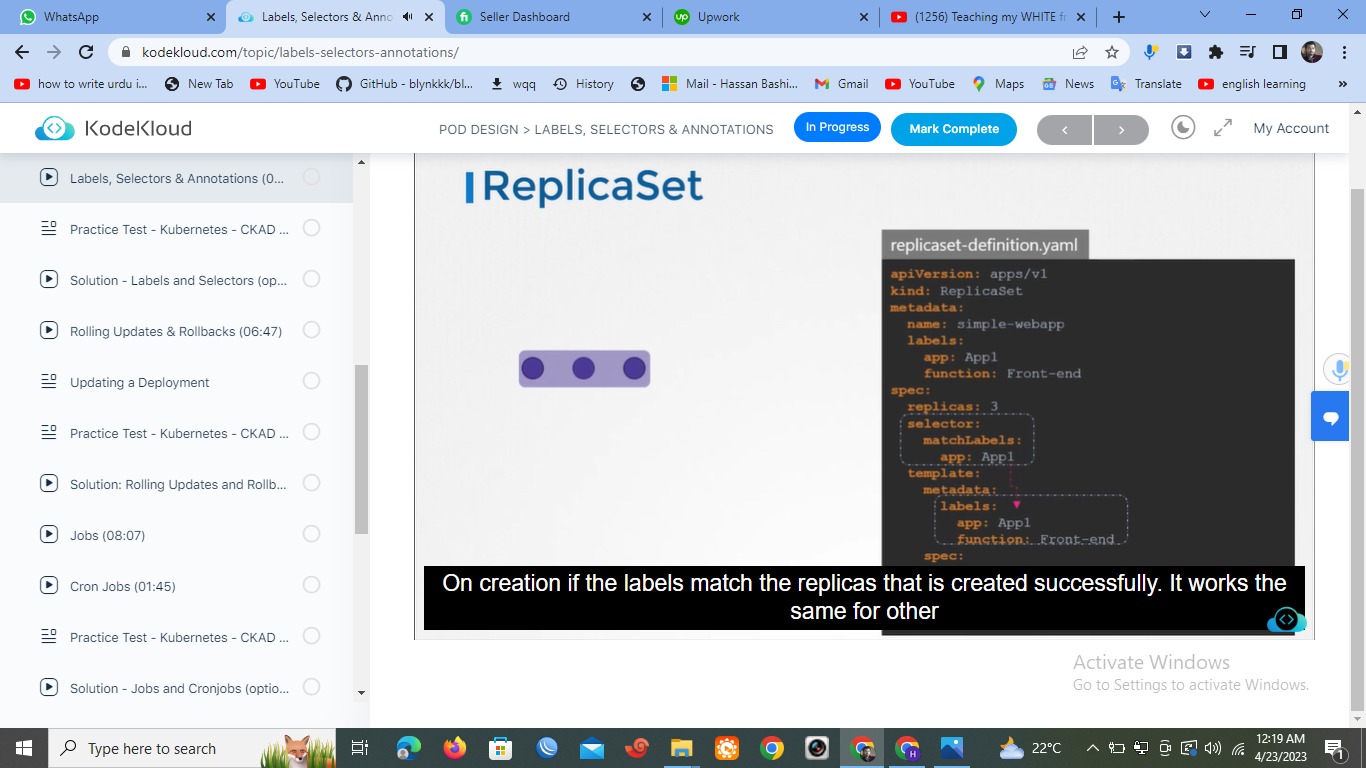 WhatsApp
Labels, Selectors & Anno
Seller Dashboard
Upwork
(1256) Teaching my WHITE fr
kodekloud.com/topic/labels-selectors-annotations/
how to write urdu i...
New Tab
YouTube
GitHub - blynkkk/bl...
wqq
History
Mail - Hassan Bashi...
Gmail
YouTube
Maps
News
Translate
english learning
KodeKloud
POD DESIGN > LABELS, SELECTORS & ANNOTATIONS
In Progress
Mark Complete
My Account
Labels, Selectors & Annotations (0...
Practice Test - Kubernetes - CKAD ...
Solution - Labels and Selectors (op...
Rolling Updates & Rollbacks (06:47)
Updating a Deployment
Practice Test - Kubernetes - CKAD ...
Solution: Rolling Updates and Rollb...
Jobs (08:07)
Cron Jobs (01:45)
Practice Test - Kubernetes - CKAD ...
Solution - Jobs and Cronjobs (optio...
ReplicaSet
replicaset-definition.yaml
apiVersion: apps/v1
kind: ReplicaSet
metadata:
name: simple-webapp
labels:
app: App1
function: Front-end
spec:
replicas: 3
selector:
matchLabels:
app: App1
template:
metadata:
labels:
app: App1
function: Front-end
spec:
On creation if the labels match the replicas that is created successfully. It works the
same for other
Activate Windows
Go to Settings to activate Windows.
Type here to search
22°C
12:19 AM
4/23/2023